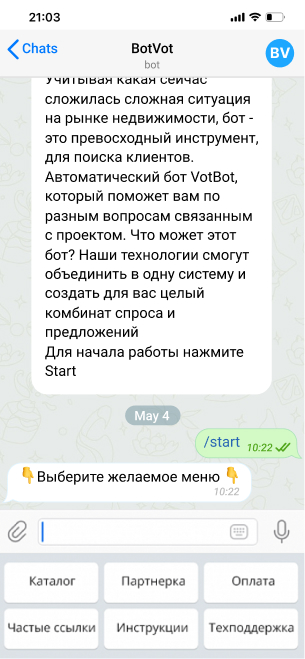 21:03
Chats
BotVot
bot
BV
Учитывая какая сейчас
сложилась сложная ситуация
на рынке недвижимости, бот -
это превосходный инструмент,
для поиска клиентов.
Автоматический бот VotBot,
который поможет вам по
разным вопросам связанным
с проектом. Что может этот
бот? Наши технологии смогут
объединить в одну систему и
создать для вас целый
комбинат спроса и
предложений
Для начала работы нажмите
Start
May 4
/start 10:22
👇Выберите желаемое меню 👇
10:22
Каталог
Партнерка
Оплата
Частые ссылки
Инструкции
Техподдержка